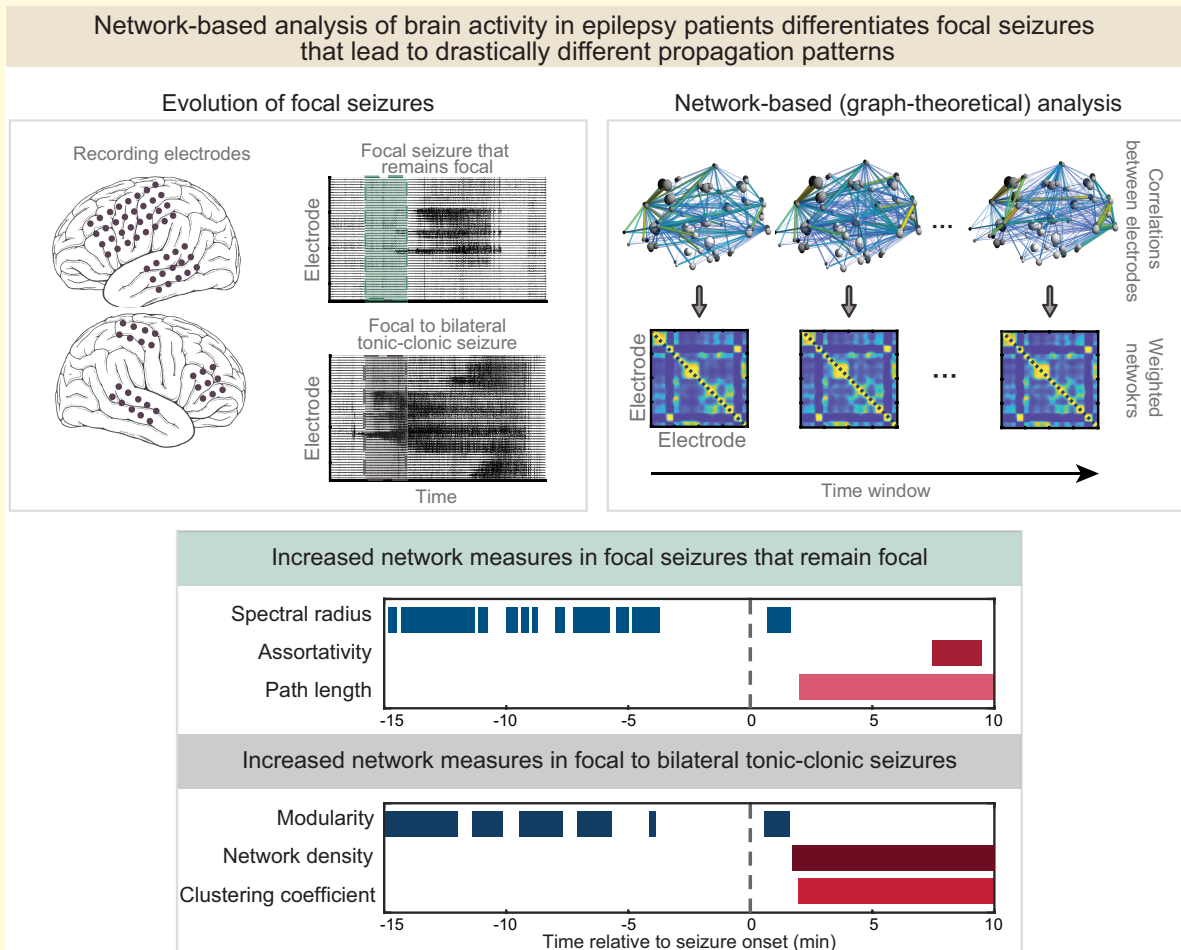 Network-based analysis of brain activity in epilepsy patients differentiates focal seizures
that lead to drastically different propagation patterns
Evolution of focal seizures
Recording electrodes
Focal seizure that
remains focal
Electrode
Focal to bilateral
tonic-clonic seizure
Electrode
Time
Network-based (graph-theoretical) analysis
Correlations
between electrodes
...
Electrode
Electrode
...
Weighted
netwokrs
Time window
Increased network measures in focal seizures that remain focal
Spectral radius
Assortativity
Path length
-15 -10 -5 0 5 10
Increased network measures in focal to bilateral tonic-clonic seizures
Modularity
Network density
Clustering coefficient
-15 -10 -5 0 5 10
Time relative to seizure onset (min)